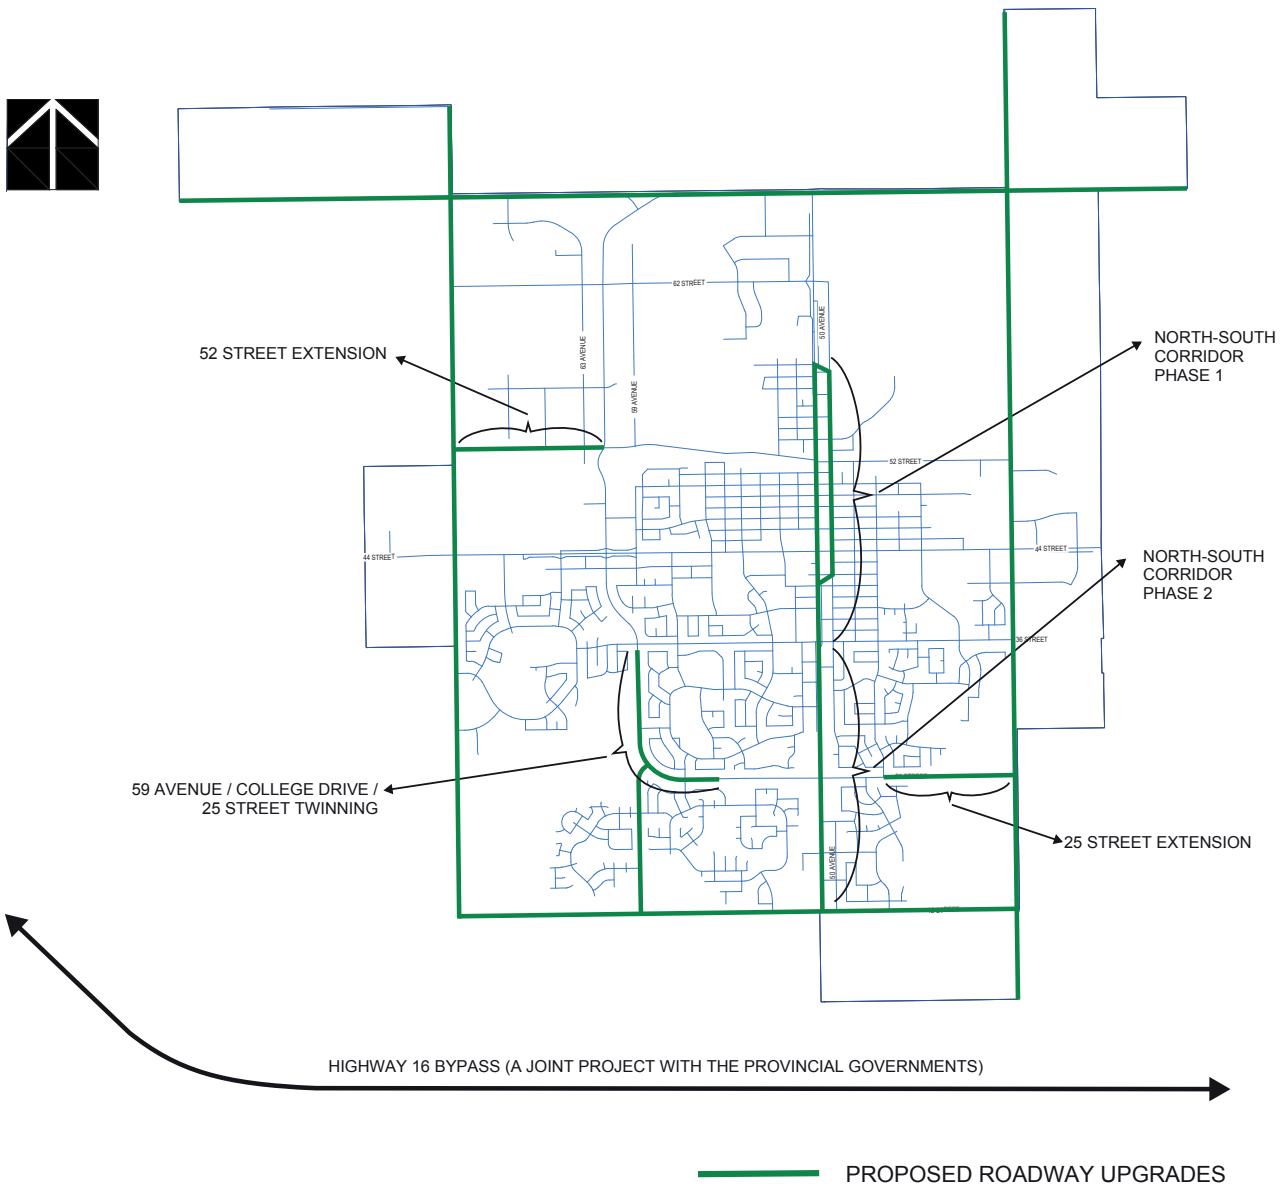 62 STREET
50 AVENUE
NORTH-SOUTH
CORRIDOR
PHASE 1
52 STREET EXTENSION
63 AVENUE
59 AVENUE
52 STREET
44 STREET
44 STREET
NORTH-SOUTH
CORRIDOR
PHASE 2
36 STREET
59 AVENUE / COLLEGE DRIVE /
25 STREET TWINNING
25 STREET EXTENSION
50 AVENUE
HIGHWAY 16 BYPASS (A JOINT PROJECT WITH THE PROVINCIAL GOVERNMENTS)
PROPOSED ROADWAY UPGRADES